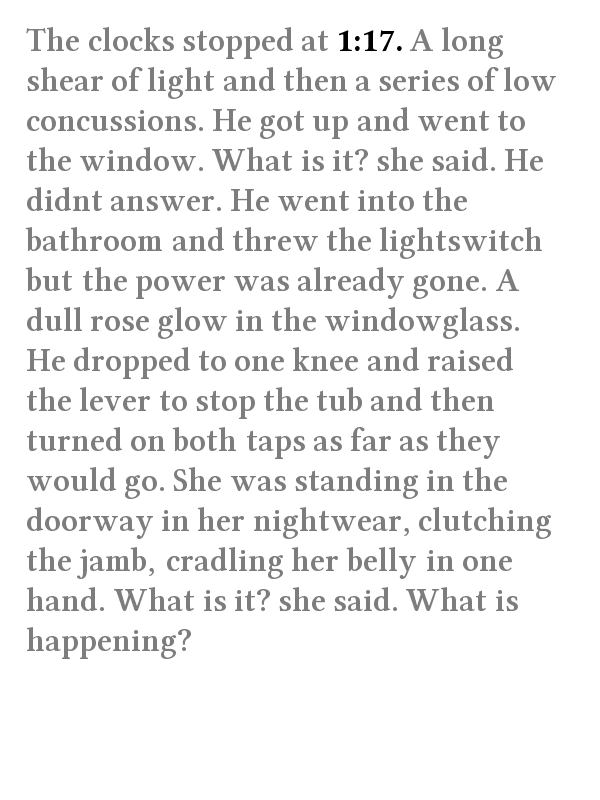 The clocks stopped at 1:17. A long
shear of light and then a series of low
concussions. He got up and went to
the window. What is it? she said. He
didnt answer. He went into the
bathroom and threw the lightswitch
but the power was already gone. A
dull rose glow in the windowglass.
He dropped to one knee and raised
the lever to stop the tub and then
turned on both taps as far as they
would go. She was standing in the
doorway in her nightwear, clutching
the jamb, cradling her belly in one
hand. What is it? she said. What is
happening?